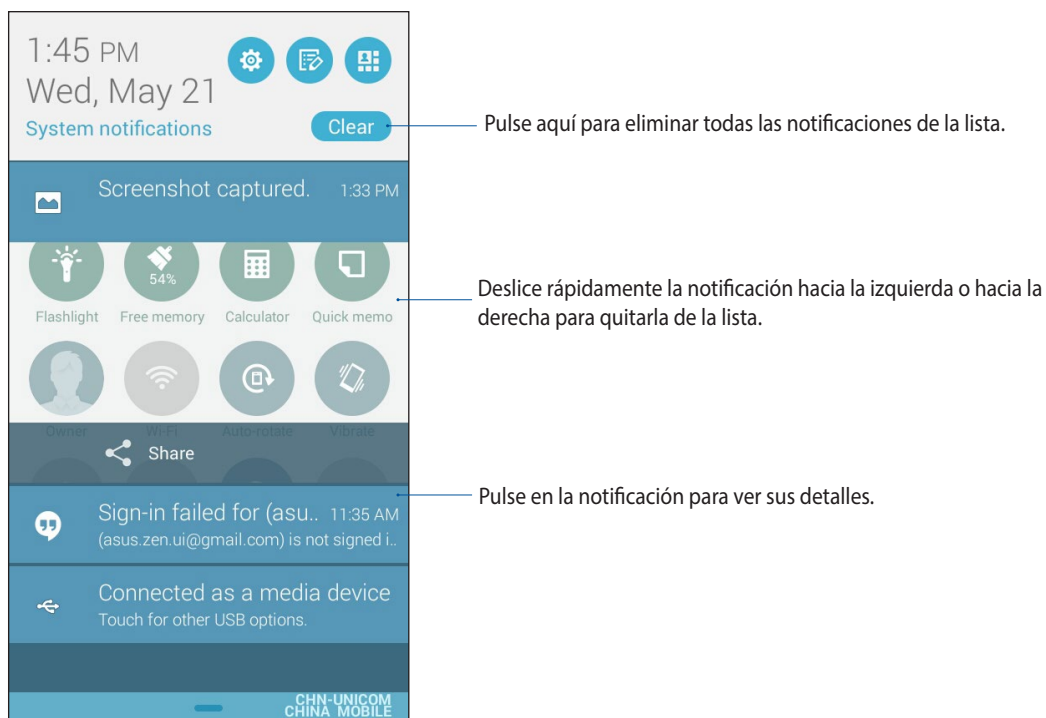 1:45 PM
Wed, May 21
System notifications
Clear
Pulse aquí para eliminar todas las notificaciones de la lista.
Screenshot captured. 1:33 PM
54%
Flashlight Free memory Calculator Quick memo
Deslice rápidamente la notificación hacia la izquierda o hacia la
derecha para quitarla de la lista.
Owner Wi-Fi Auto-rotate Vibrate
Share
Pulse en la notificación para ver sus detalles.
Sign-in failed for (asu.. 11:35 AM
(asus.zen.ui@gmail.com) is not signed i..
Connected as a media device
Touch for other USB options.
CHN-UNICOM
CHINA MOBILE